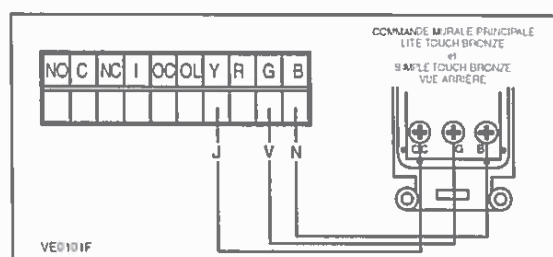 COMMANDE MURALE PRINCIPALE
LITE TOUCH BRONZE
et
SIMPLE TOUCH BRONZE
VUE ARRIÈRE
NO C NC I OC OL Y R G B
OC G B
J V N
VE0101F